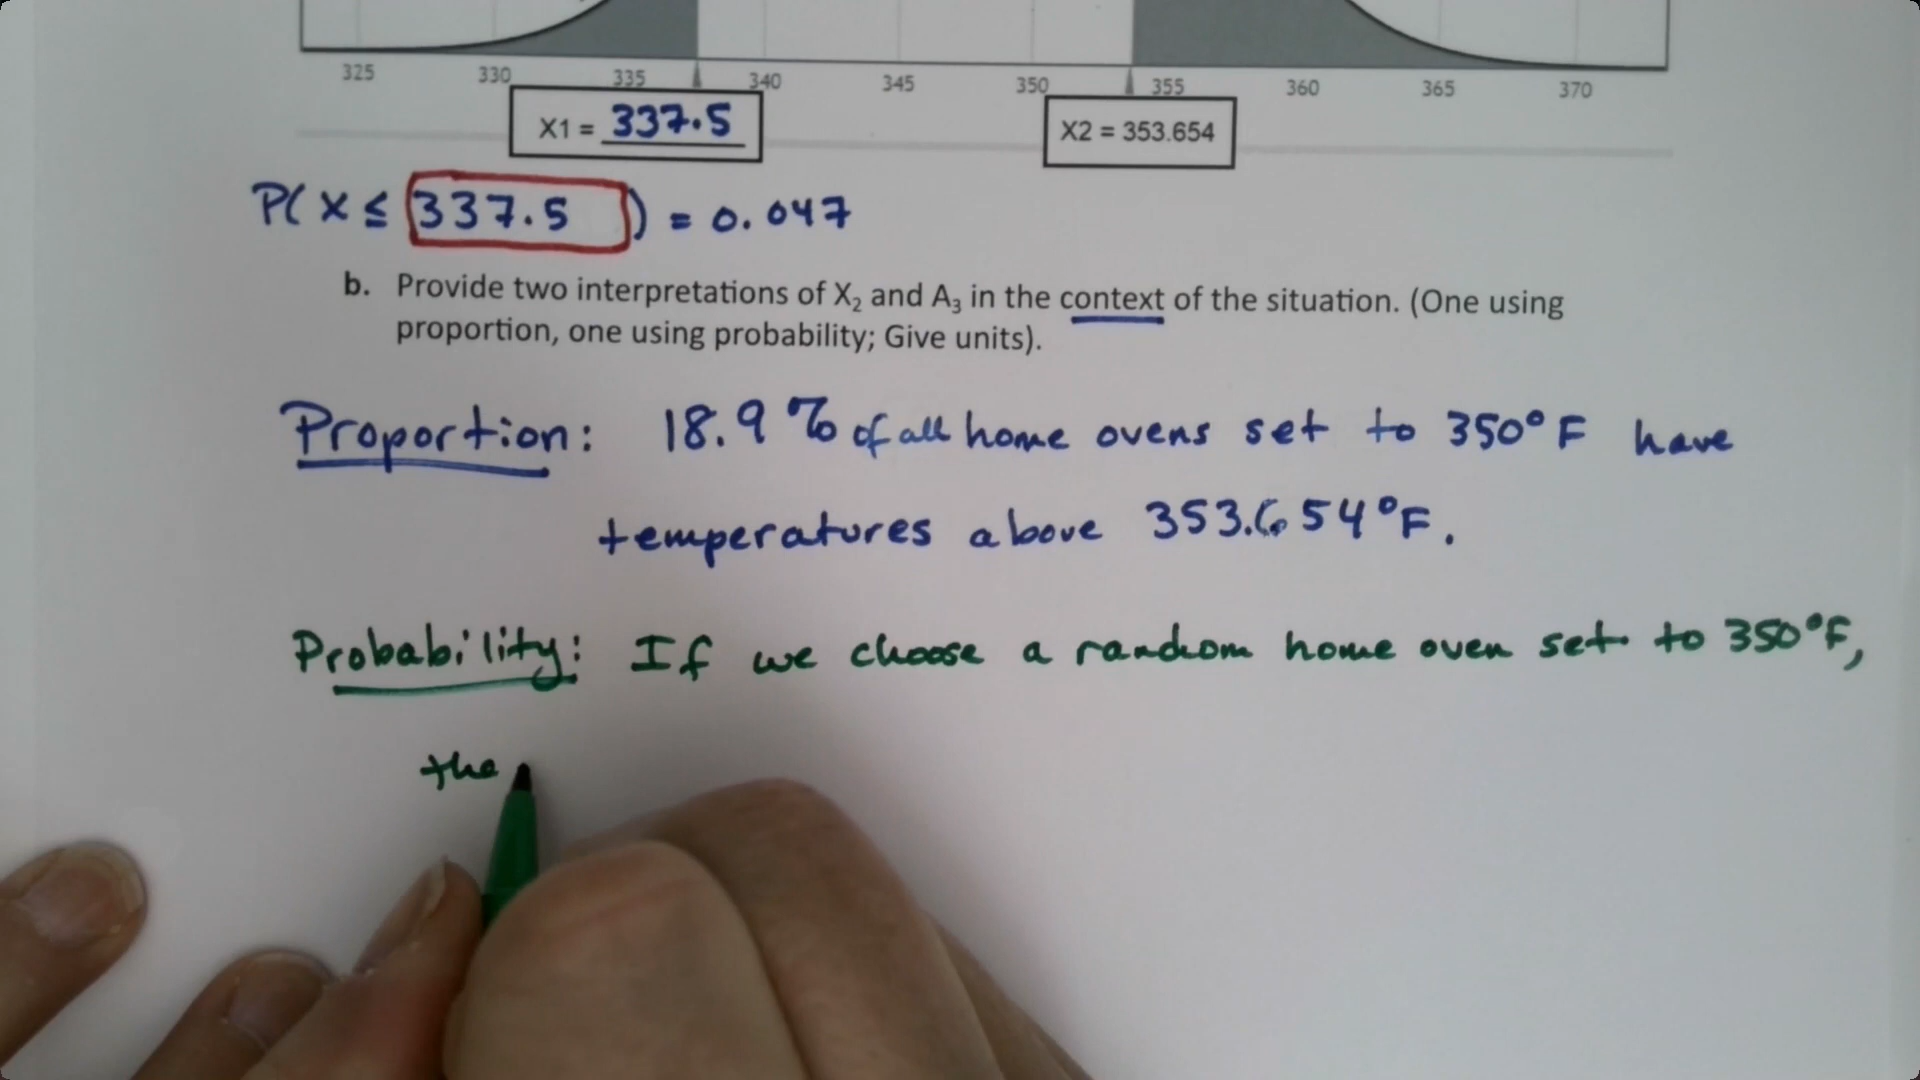 325 330 335 340 345 350 355 360 365 370
X1 = 337.5
X2 = 353.654
P( X ≤ 337.5 ) = 0.047
b. Provide two interpretations of X₂ and A₃ in the context of the situation. (One using
proportion, one using probability; Give units).
Proportion: 18.9% of all home ovens set to 350°F have
temperatures above 353.654°F.
Probability: If we choose a random home oven set to 350°F,
the